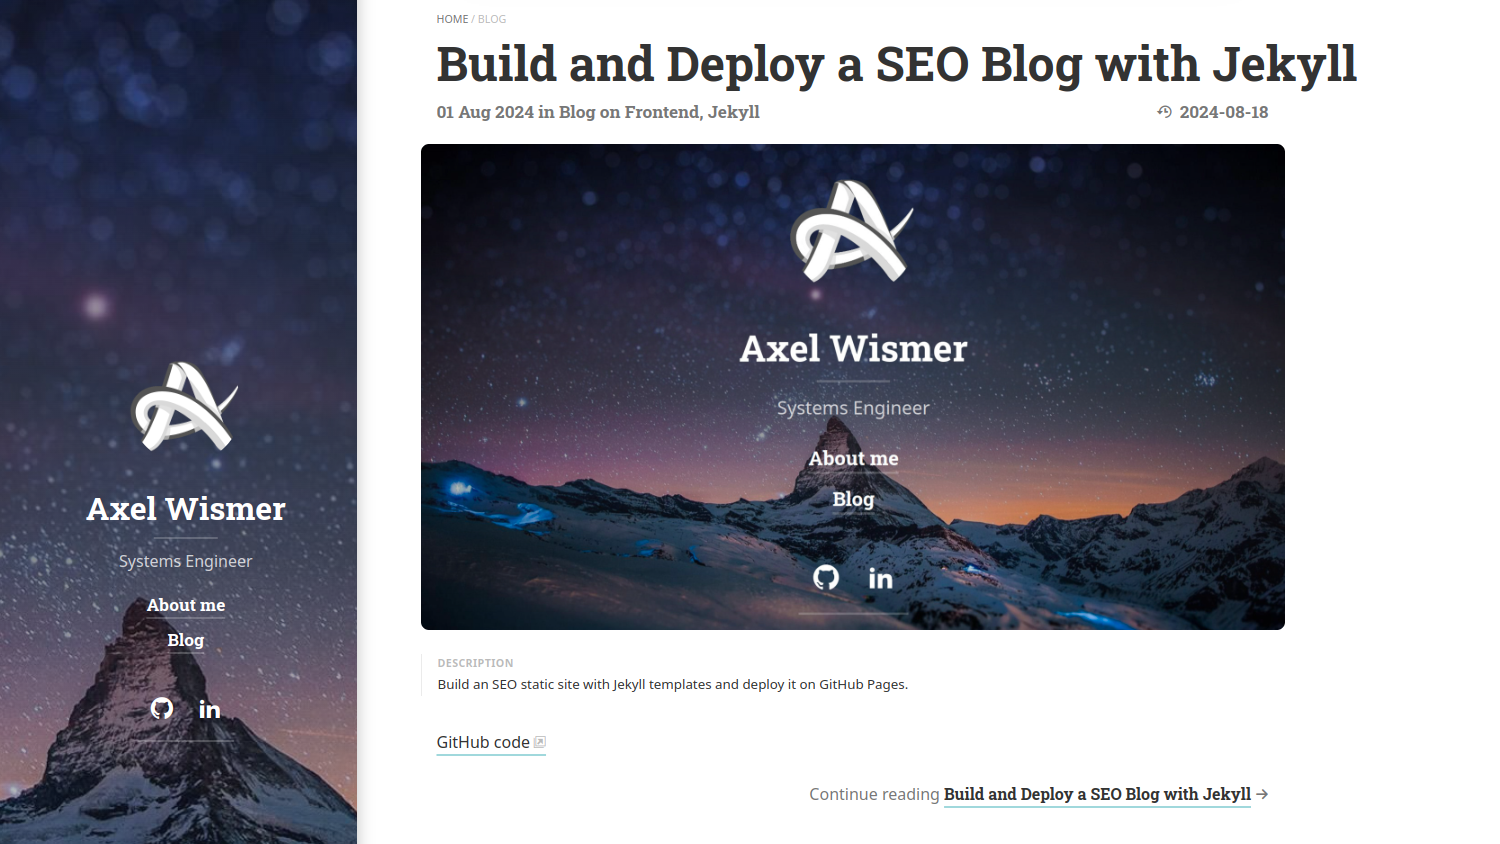 Axel Wismer
Systems Engineer
About me
Blog
HOME / BLOG
Build and Deploy a SEO Blog with Jekyll
01 Aug 2024 in Blog on Frontend, Jekyll
2024-08-18
Axel Wismer
Systems Engineer
About me
Blog
DESCRIPTION
Build an SEO static site with Jekyll templates and deploy it on GitHub Pages.
GitHub code
Continue reading Build and Deploy a SEO Blog with Jekyll →